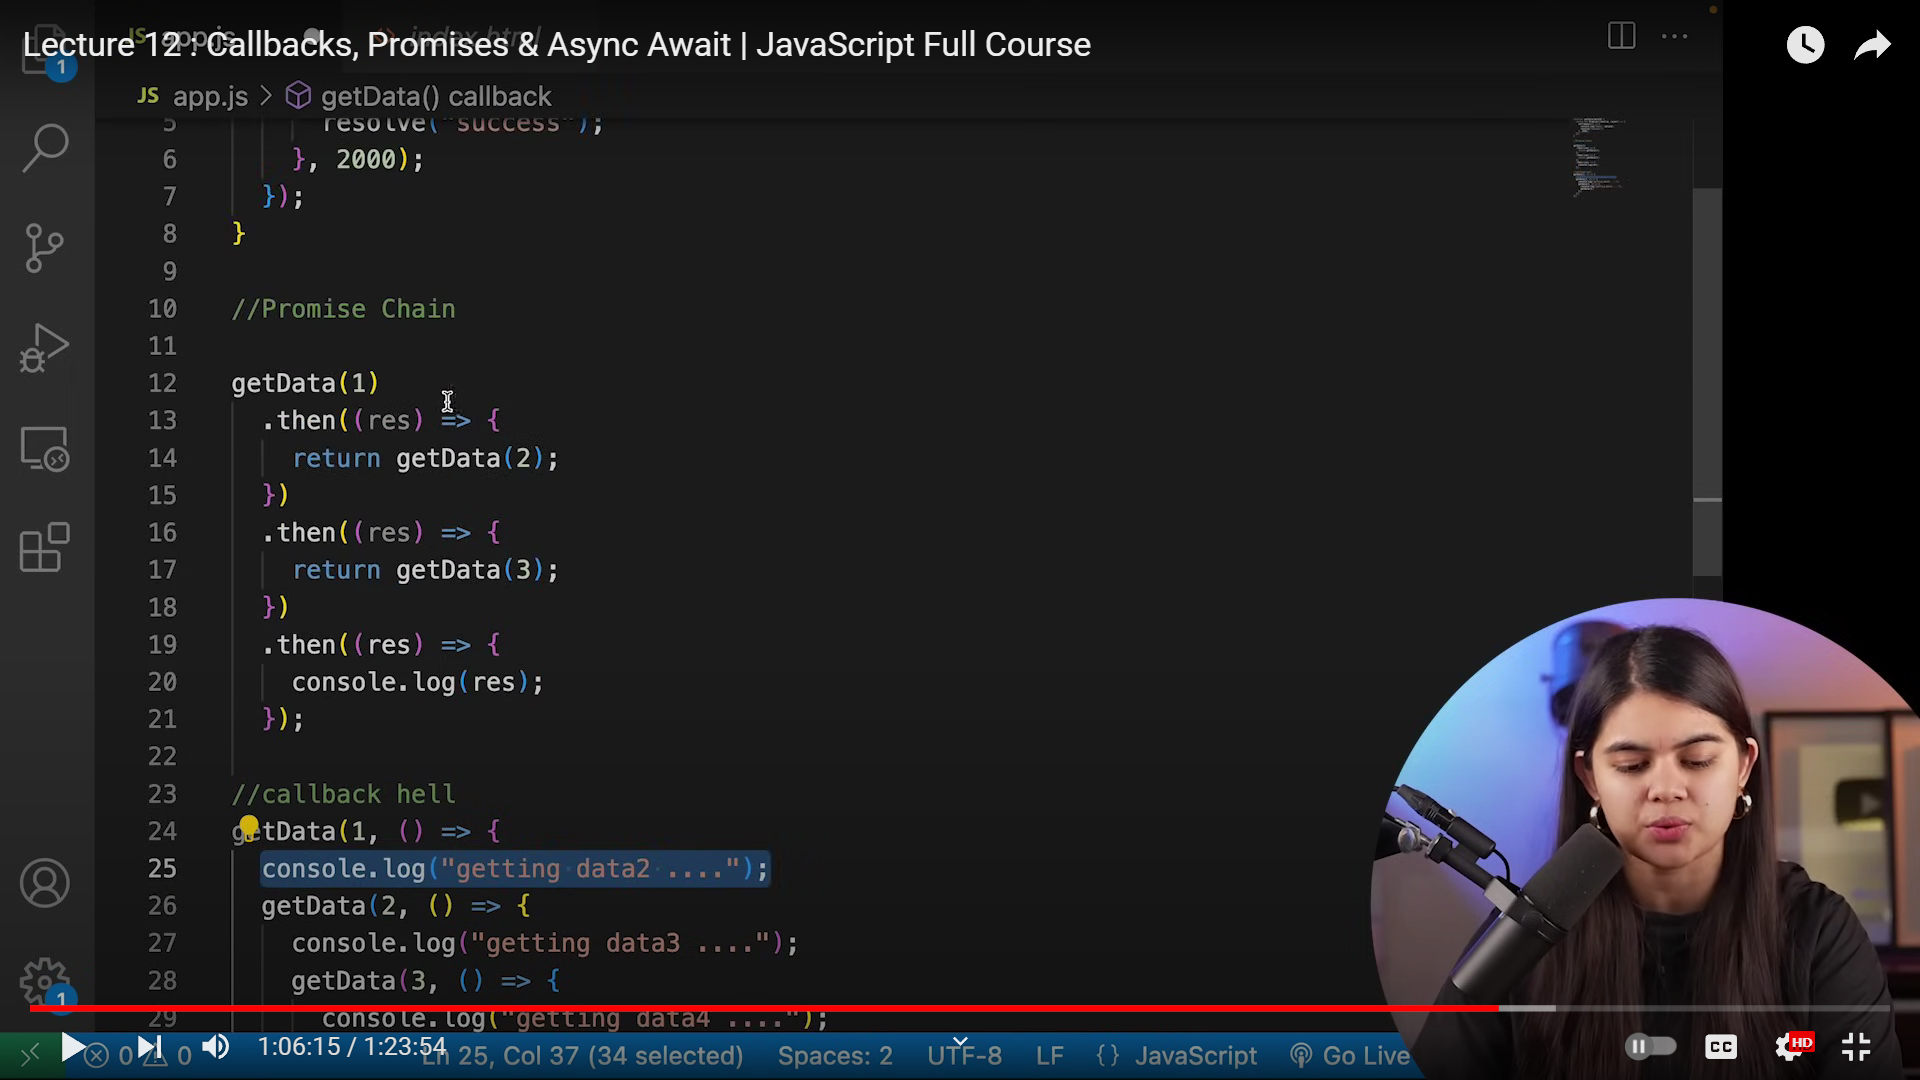 Lecture 12 : Callbacks, Promises & Async Await | JavaScript Full Course
JS app.js > getData() callback
5 resolve("success");
6 }, 2000);
7 });
8 }
9
10 //Promise Chain
11
12 getData(1)
13 .then((res) => {
14 return getData(2);
15 })
16 .then((res) => {
17 return getData(3);
18 })
19 .then((res) => {
20 console.log(res);
21 });
22
23 //callback hell
24 getData(1, () => {
25 console.log("getting data2 ....");
26 getData(2, () => {
27 console.log("getting data3 ....");
28 getData(3, () => {
29 console.log("getting data4 ....");
1
1
0 0 1:06:15 / 1:23:54 Ln 25, Col 37 (34 selected) Spaces: 2 UTF-8 LF {} JavaScript Go Live CC HD